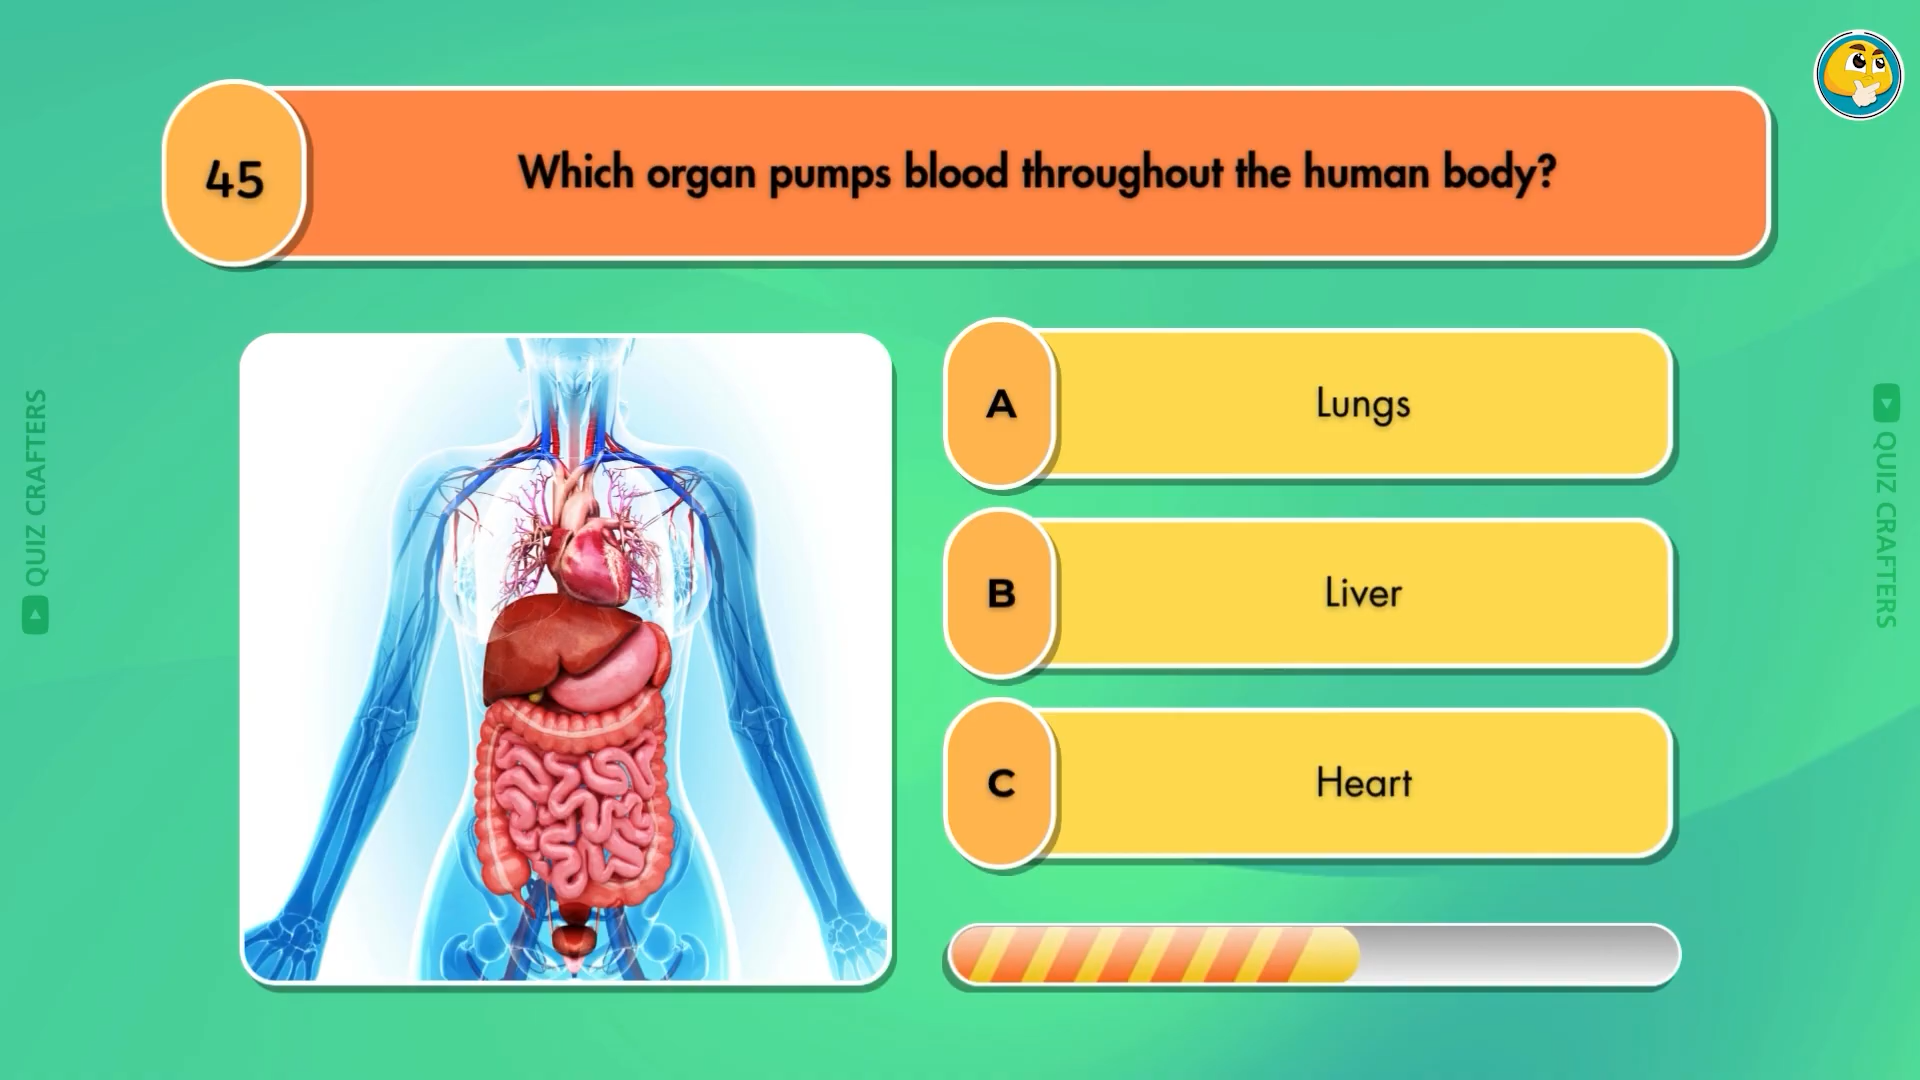 45
Which organ pumps blood throughout the human body?
A
Lungs
B
Liver
C
Heart
QUIZ CRAFTERS
QUIZ CRAFTERS